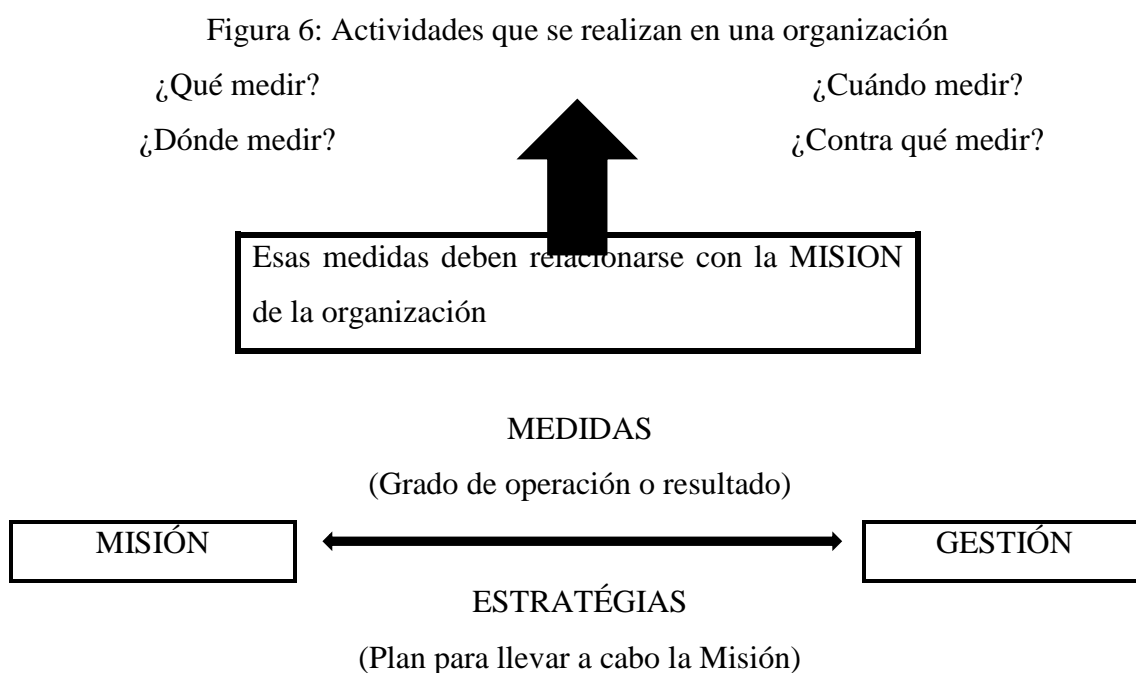 Figura 6: Actividades que se realizan en una organización
¿Qué medir?
¿Dónde medir?
¿Cuándo medir?
¿Contra qué medir?
Esas medidas deben relacionarse con la MISION
de la organización
MEDIDAS
(Grado de operación o resultado)
MISIÓN
GESTIÓN
ESTRATÉGIAS
(Plan para llevar a cabo la Misión)